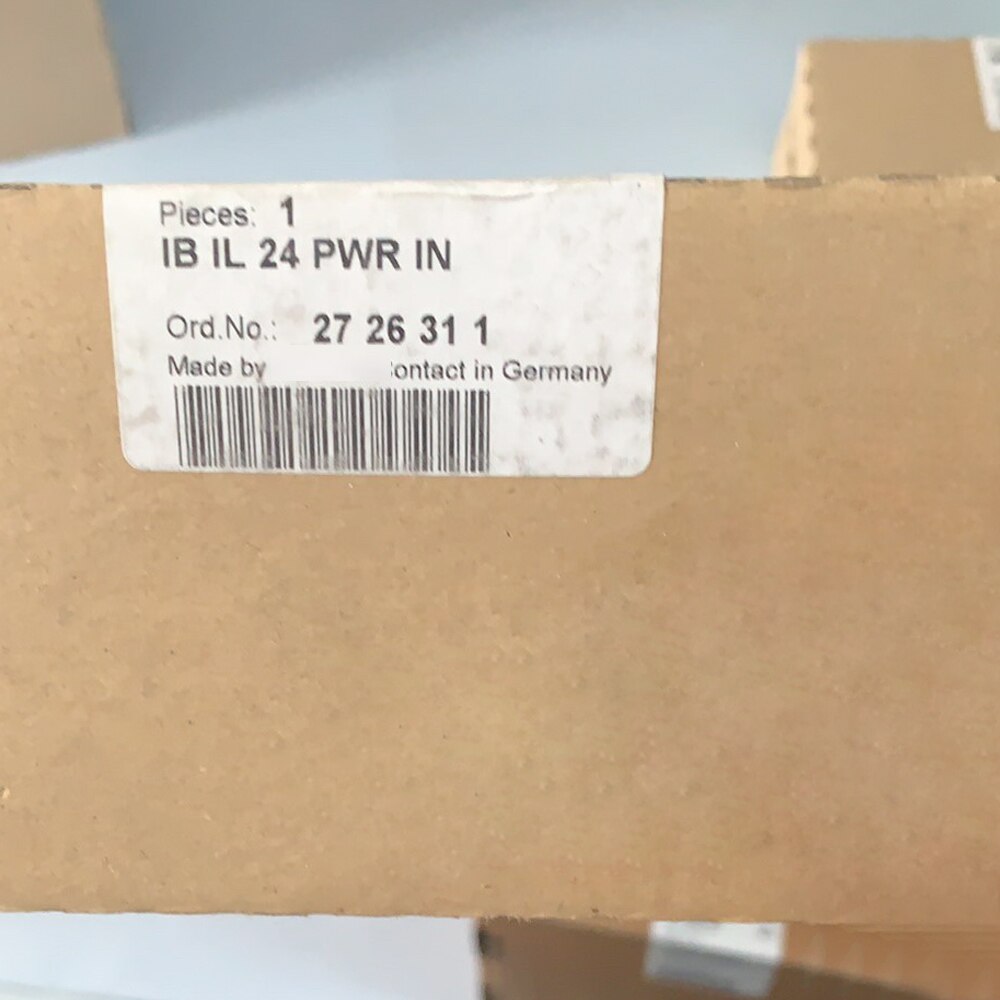 Pieces: 1
IB IL 24 PWR IN
Ord.No.: 27 26 31 1
Made by ontact in Germany